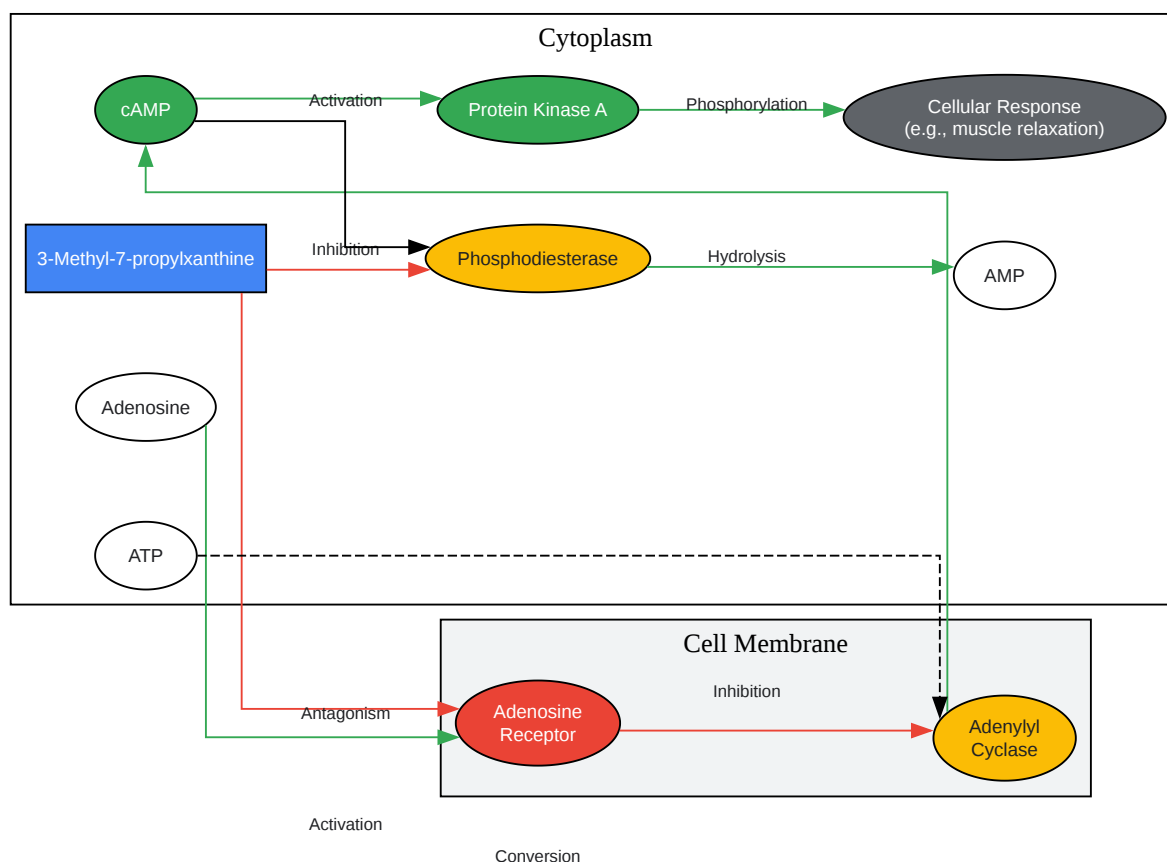 Cytoplasm
cAMP
Activation
Protein Kinase A
Phosphorylation
Cellular Response
(e.g., muscle relaxation)
3-Methyl-7-propylxanthine
Inhibition
Phosphodiesterase
Hydrolysis
AMP
Adenosine
ATP
Cell Membrane
Inhibition
Antagonism
Adenosine
Receptor
Adenylyl
Cyclase
Activation
Conversion